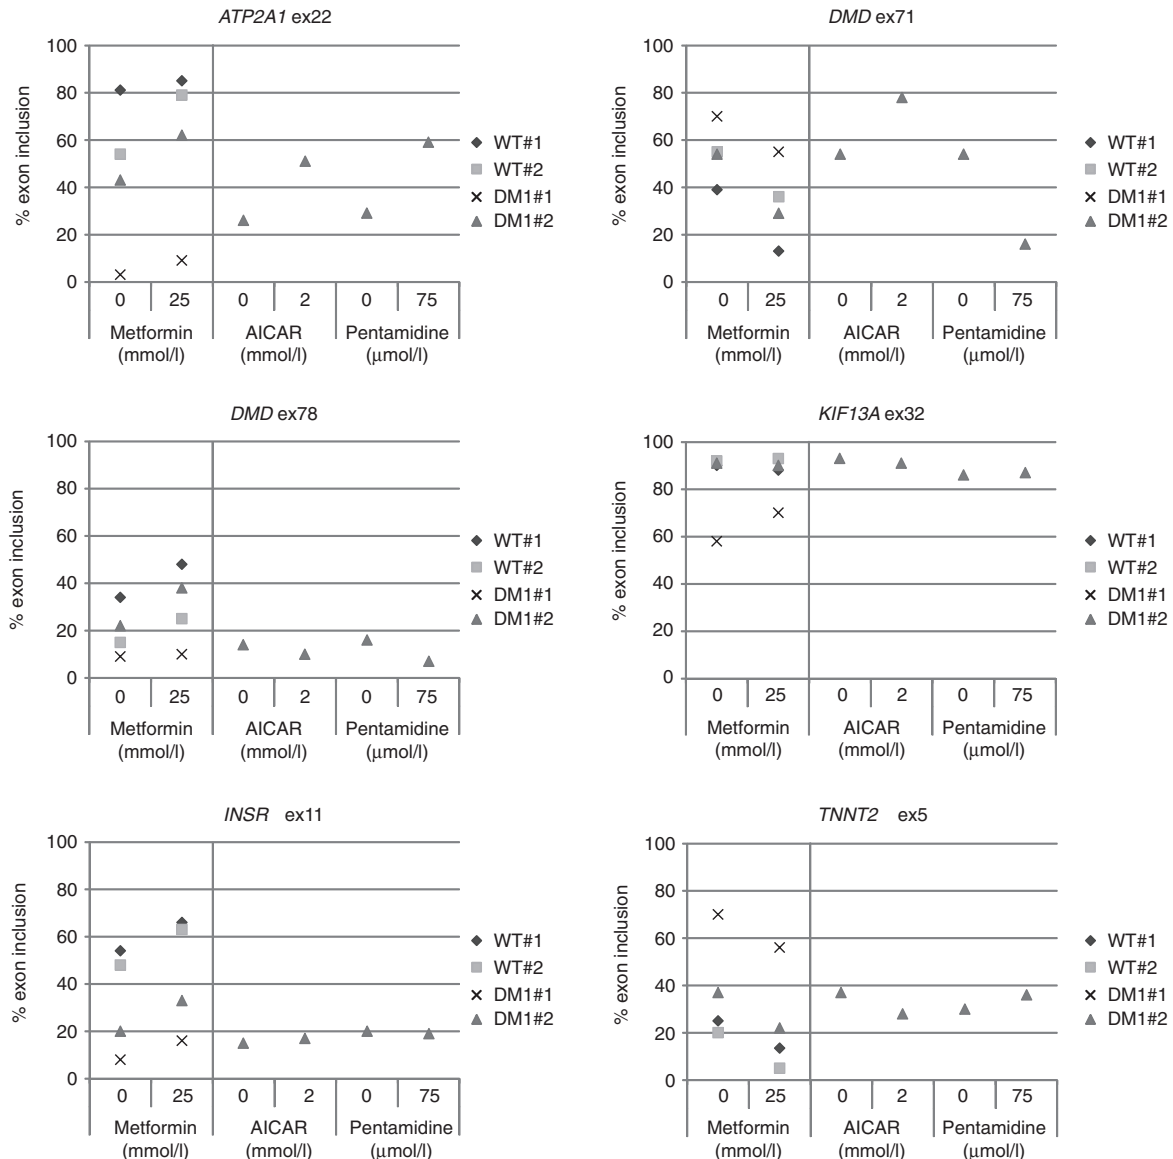 ATP2A1 ex22
100
80
60
40
20
0
% exon inclusion
0 25 0 2 0 75
Metformin AICAR Pentamidine
(mmol/l) (mmol/l) (μmol/l)
WT#1
WT#2
DM1#1
DM1#2
DMD ex71
100
80
60
40
20
0
% exon inclusion
0 25 0 2 0 75
Metformin AICAR Pentamidine
(mmol/l) (mmol/l) (μmol/l)
WT#1
WT#2
DM1#1
DM1#2
DMD ex78
100
80
60
40
20
0
% exon inclusion
0 25 0 2 0 75
Metformin AICAR Pentamidine
(mmol/l) (mmol/l) (μmol/l)
WT#1
WT#2
DM1#1
DM1#2
KIF13A ex32
100
80
60
40
20
0
% exon inclusion
0 25 0 2 0 75
Metformin AICAR Pentamidine
(mmol/l) (mmol/l) (μmol/l)
WT#1
WT#2
DM1#1
DM1#2
INSR ex11
100
80
60
40
20
0
% exon inclusion
0 25 0 2 0 75
Metformin AICAR Pentamidine
(mmol/l) (mmol/l) (μmol/l)
WT#1
WT#2
DM1#1
DM1#2
TNNT2 ex5
100
80
60
40
20
0
% exon inclusion
0 25 0 2 0 75
Metformin AICAR Pentamidine
(mmol/l) (mmol/l) (μmol/l)
WT#1
WT#2
DM1#1
DM1#2